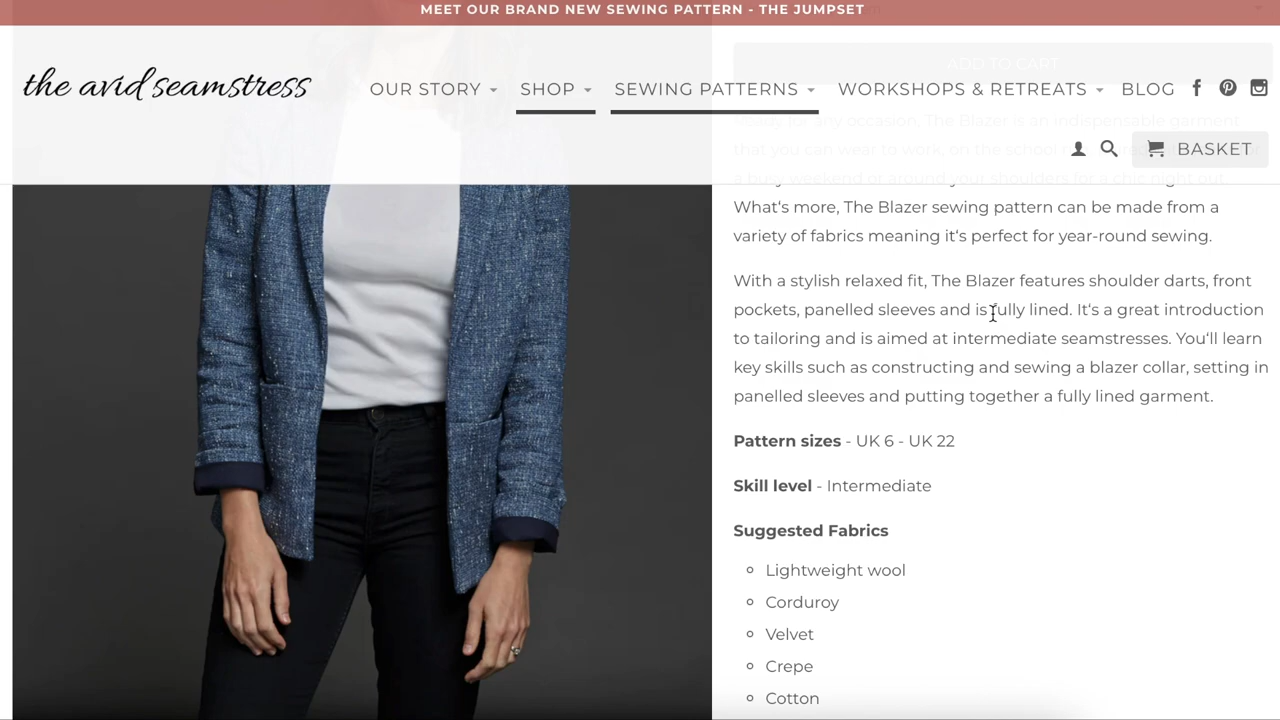 MEET OUR BRAND NEW SEWING PATTERN - THE JUMPSET
ADD TO CART
the avid seamstress
OUR STORY SHOP SEWING PATTERNS WORKSHOPS & RETREATS BLOG
BASKET
for any occasion. The Blazer is an indispensable garment
that you can wear to work, on the school
a busy weekend or around your shoulders for a chic night out.
What's more, The Blazer sewing pattern can be made from a
variety of fabrics meaning it's perfect for year-round sewing.
With a stylish relaxed fit, The Blazer features shoulder darts, front
pockets, panelled sleeves and is fully lined. It's a great introduction
to tailoring and is aimed at intermediate seamstresses. You'll learn
key skills such as constructing and sewing a blazer collar, setting in
panelled sleeves and putting together a fully lined garment.
Pattern sizes - UK 6 - UK 22
Skill level - Intermediate
Suggested Fabrics
Lightweight wool
Corduroy
Velvet
Crepe
Cotton